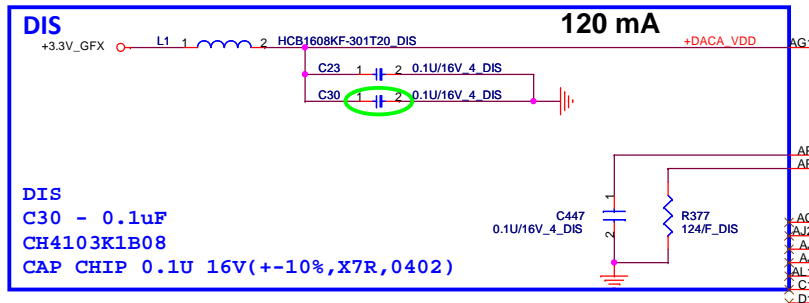 DIS
120 mA
+3.3V_GFX L1 1 2 HCB1608KF-301T20_DIS +DACA_VDD
C23 1 2 0.1U/16V_4_DIS
C30 1 2 0.1U/16V_4_DIS
DIS
C30 - 0.1uF
CH4103K1B08
CAP CHIP 0.1U 16V(+-10%,X7R,0402)
1
C447
0.1U/16V_4_DIS
2
R377
124/F_DIS